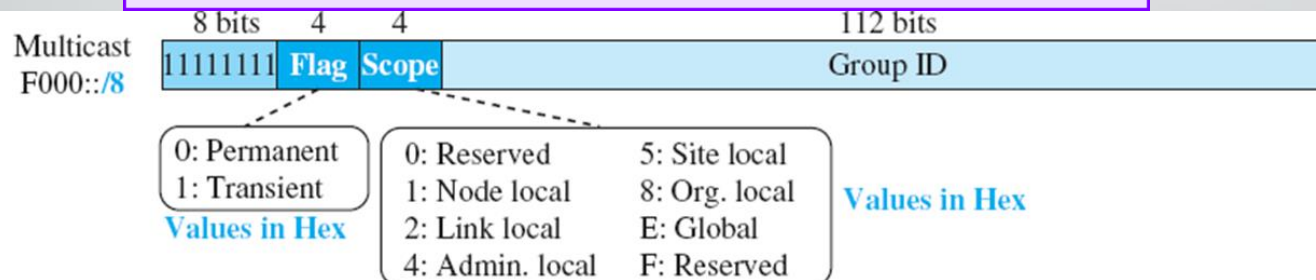 8 bits 4 4 112 bits
Multicast
F000::/8
11111111 Flag Scope Group ID
0: Permanent
1: Transient
Values in Hex
0: Reserved 5: Site local
1: Node local 8: Org. local
2: Link local E: Global
4: Admin. local F: Reserved
Values in Hex